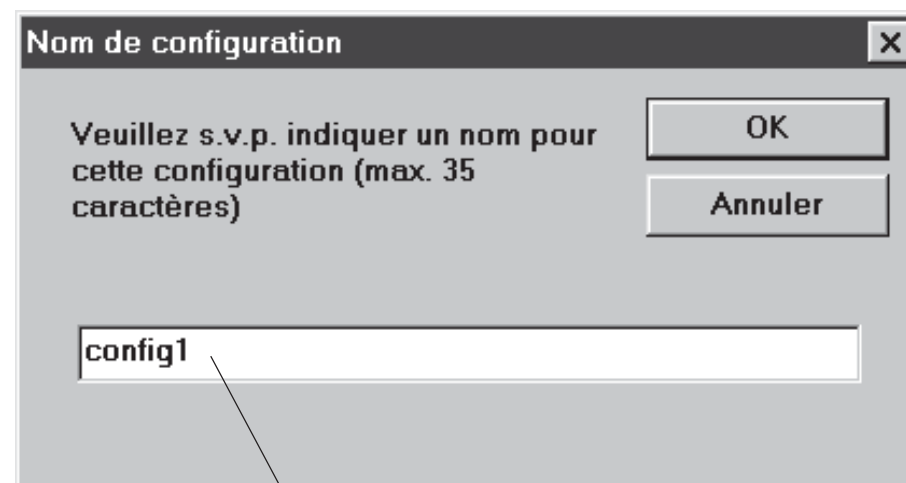 Nom de configuration
Veuillez s.v.p. indiquer un nom pour
cette configuration (max. 35
caractères)
OK
Annuler
config1